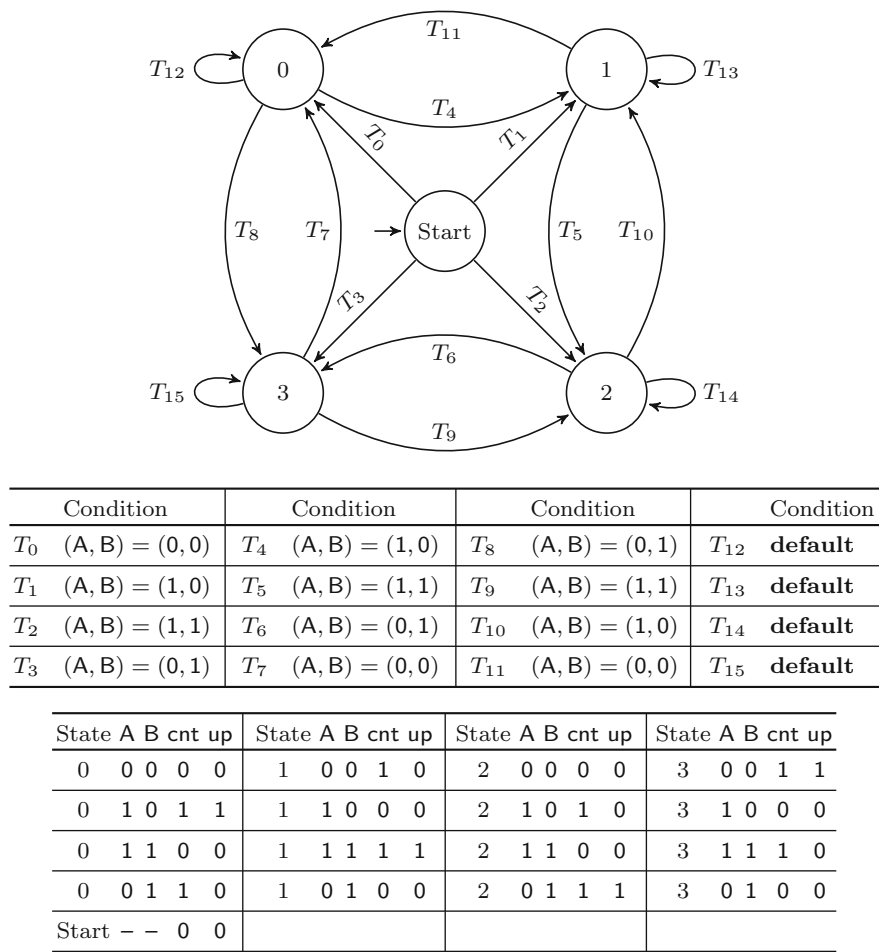 T11
T12 0 1 T13
T4
T0 T1
T8 T7 Start T5 T10
T3 T2
T6
T15 3 2 T14
T9
Condition Condition Condition Condition
T0 (A, B) = (0, 0) T4 (A, B) = (1, 0) T8 (A, B) = (0, 1) T12 default
T1 (A, B) = (1, 0) T5 (A, B) = (1, 1) T9 (A, B) = (1, 1) T13 default
T2 (A, B) = (1, 1) T6 (A, B) = (0, 1) T10 (A, B) = (1, 0) T14 default
T3 (A, B) = (0, 1) T7 (A, B) = (0, 0) T11 (A, B) = (0, 0) T15 default
State A B cnt up State A B cnt up State A B cnt up State A B cnt up
0 0 0 0 0 1 0 0 1 0 2 0 0 0 0 3 0 0 1 1
0 1 0 1 1 1 1 0 0 0 2 1 0 1 0 3 1 0 0 0
0 1 1 0 0 1 1 1 1 1 2 1 1 0 0 3 1 1 1 0
0 0 1 1 0 1 0 1 0 0 2 0 1 1 1 3 0 1 0 0
Start – – 0 0